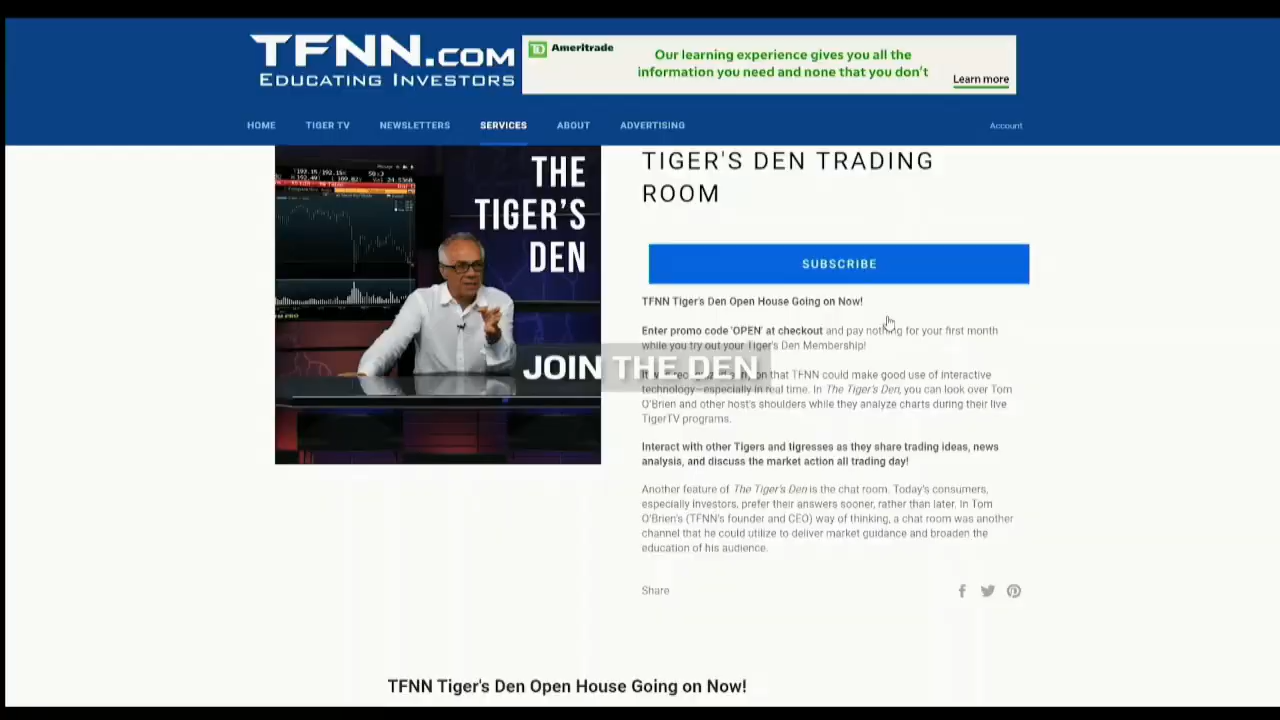 TFNN.COM
EDUCATING INVESTORS
TD Ameritrade
Our learning experience gives you all the
information you need and none that you don't
Learn more
HOME
TIGER TV
NEWSLETTERS
SERVICES
ABOUT
ADVERTISING
Account
THE
TIGER'S
DEN
TIGER'S DEN TRADING
ROOM
SUBSCRIBE
TFNN Tiger's Den Open House Going on Now!
Enter promo code 'OPEN' at checkout and pay nothing for your first month
while you try out your Tiger's Den Membership!
JOIN THE DEN
that TFNN could make good use of interactive
technology—especially in real time. In The Tiger's Den, you can look over Tom
O'Brien and other host's shoulders while they analyze charts during their live
TigerTV programs.
Interact with other Tigers and tigresses as they share trading ideas, news
analysis, and discuss the market action all trading day!
Another feature of The Tiger's Den is the chat room. Today's consumers,
especially investors, prefer their answers sooner, rather than later. In Tom
O'Brien's (TFNN's founder and CEO) way of thinking, a chat room was another
channel that he could utilize to deliver market guidance and broaden the
education of his audience.
Share
TFNN Tiger's Den Open House Going on Now!